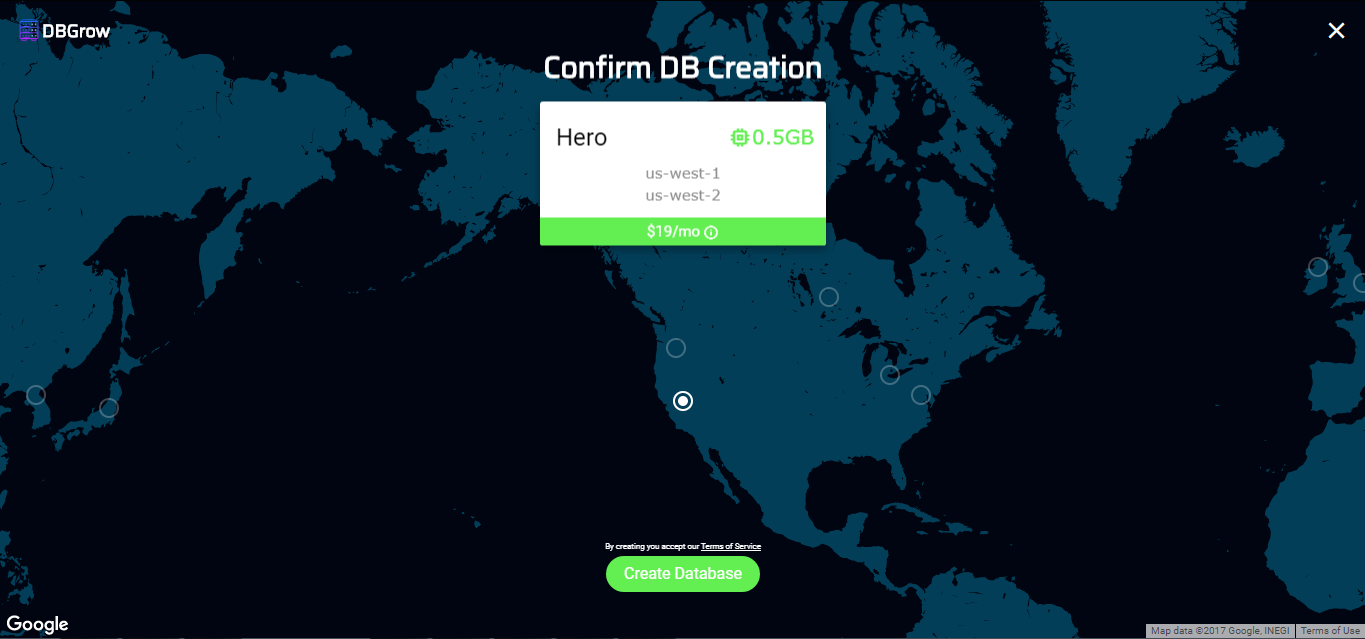 DBGrow
Confirm DB Creation
Hero
0.5GB
us-west-1
us-west-2
$19/mo
By creating you accept our Terms of Service
Create Database
Google
Map data ©2017 Google, INEGI
Terms of Use